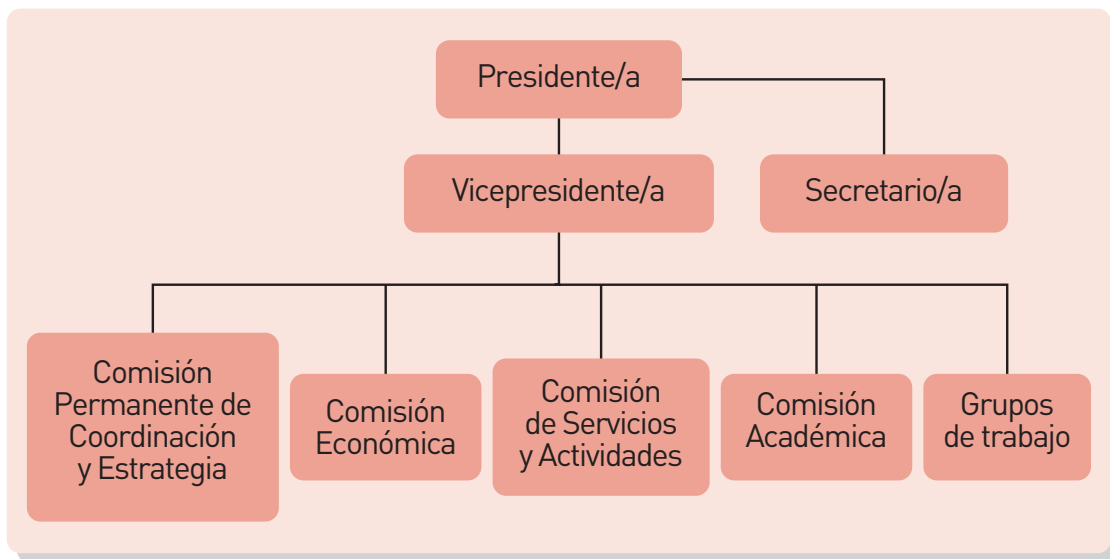 Presidente/a
Vicepresidente/a
Secretario/a
Comisión
Permanente de
Coordinación
y Estrategia
Comisión
Económica
Comisión
de Servicios
y Actividades
Comisión
Académica
Grupos
de trabajo